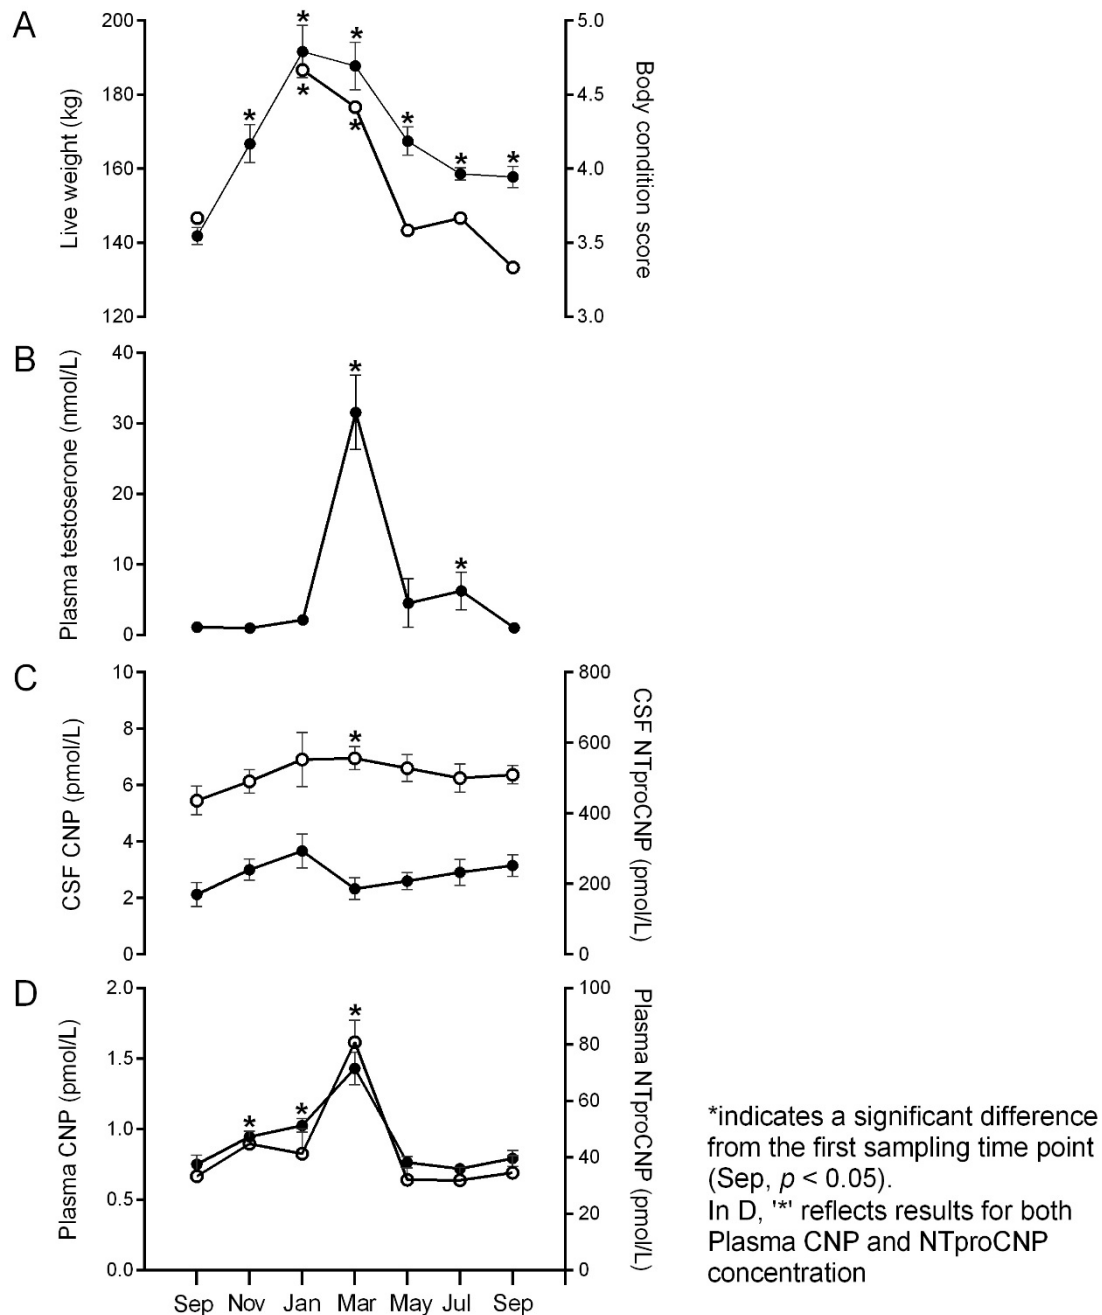 A
200
180
160
140
120
Live weight (kg)
5.0
4.5
4.0
3.5
3.0
Body condition score
*
*
*
*
*
*
*
*
B
40
30
20
10
0
Plasma testoserone (nmol/L)
*
*
C
10
8
6
4
2
0
CSF CNP (pmol/L)
800
600
400
200
0
CSF NTproCNP (pmol/L)
*
D
2.0
1.5
1.0
0.5
0.0
Plasma CNP (pmol/L)
100
80
60
40
20
0
Plasma NTproCNP (pmol/L)
*
*
*
Sep Nov Jan Mar May Jul Sep
*indicates a significant difference
from the first sampling time point
(Sep, p < 0.05).
In D, '*' reflects results for both
Plasma CNP and NTproCNP
concentration